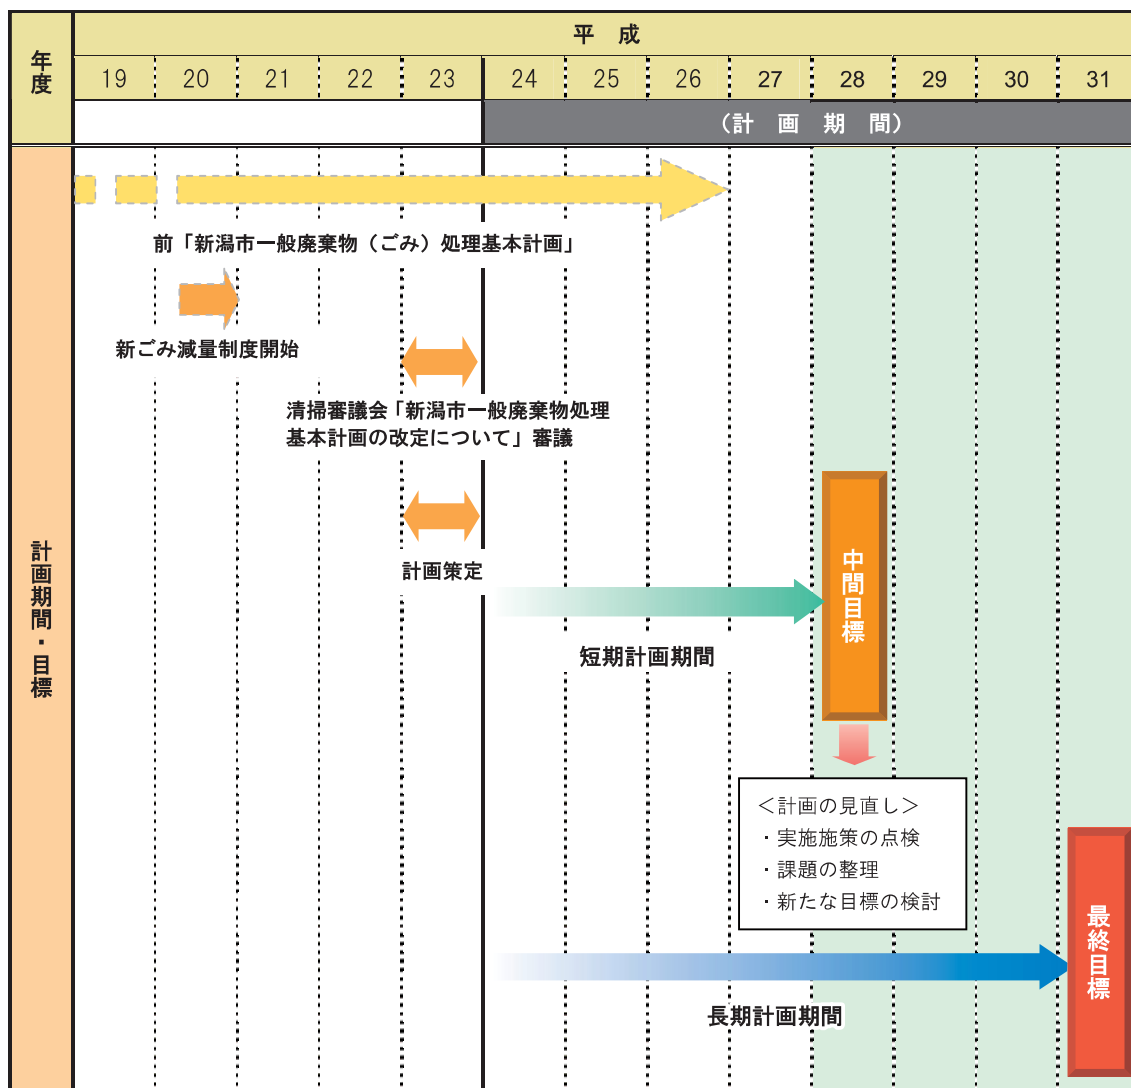 年度
平 成
19 20 21 22 23 24 25 26 27 28 29 30 31
(計 画 期 間)
計画期間・目標
前「新潟市一般廃棄物（ごみ）処理基本計画」
新ごみ減量制度開始
清掃審議会「新潟市一般廃棄物処理
基本計画の改定について」審議
計画策定
短期計画期間
中間目標
＜計画の見直し＞
・実施施策の点検
・課題の整理
・新たな目標の検討
長期計画期間
最終目標